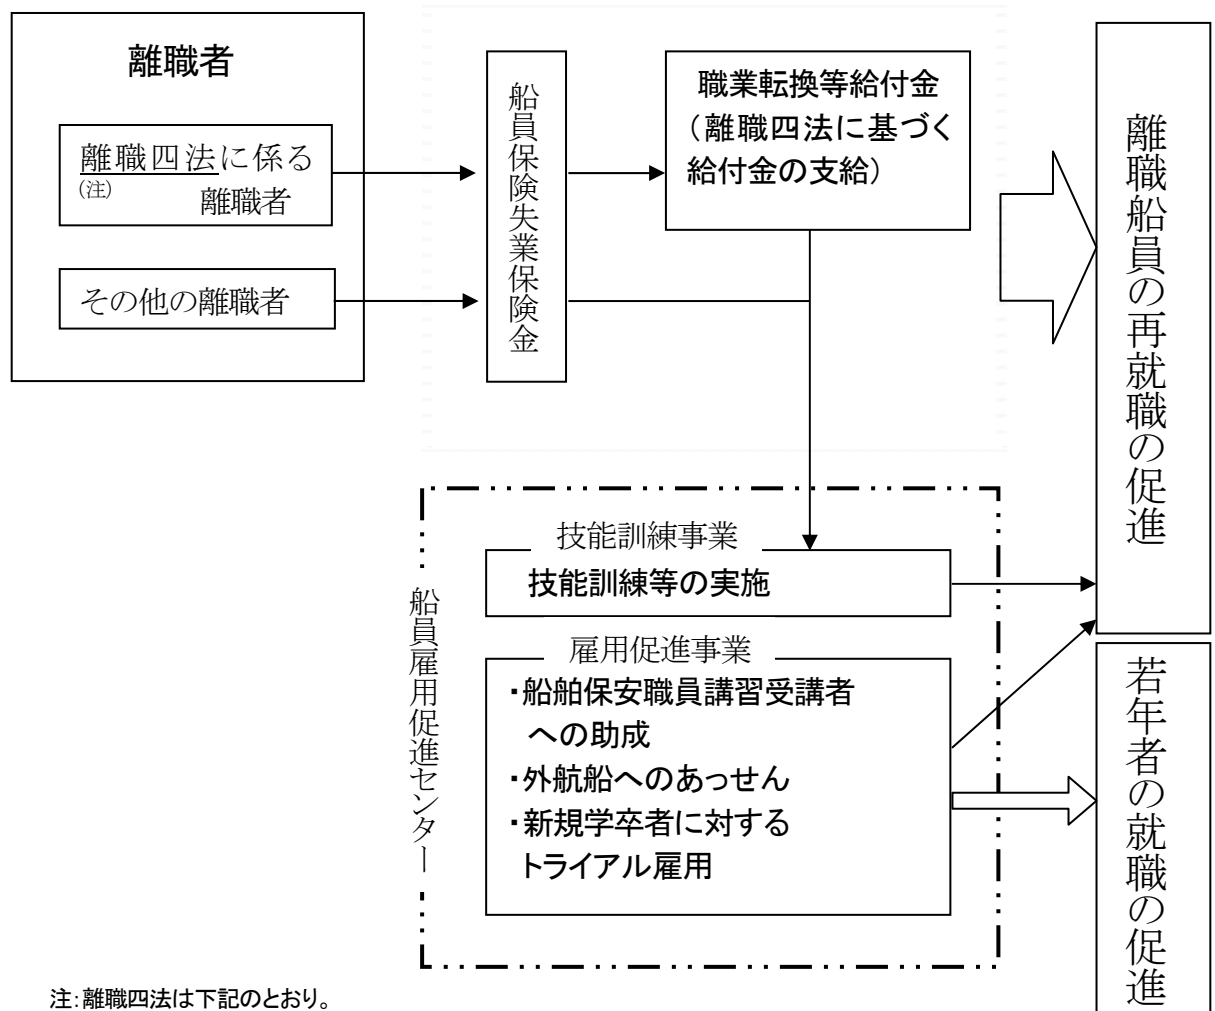 離職者
離職四法に係る
(注)
離職者
その他の離職者
船員保険失業保険金
職業転換等給付金
(離職四法に基づく
給付金の支給)
離職船員の再就職の促進
船員雇用促進センター
技能訓練事業
技能訓練等の実施
雇用促進事業
・船舶保安職員講習受講者
への助成
・外航船へのあっせん
・新規学卒者に対する
トライアル雇用
若年者の就職の促進
注:離職四法は下記のとおり。